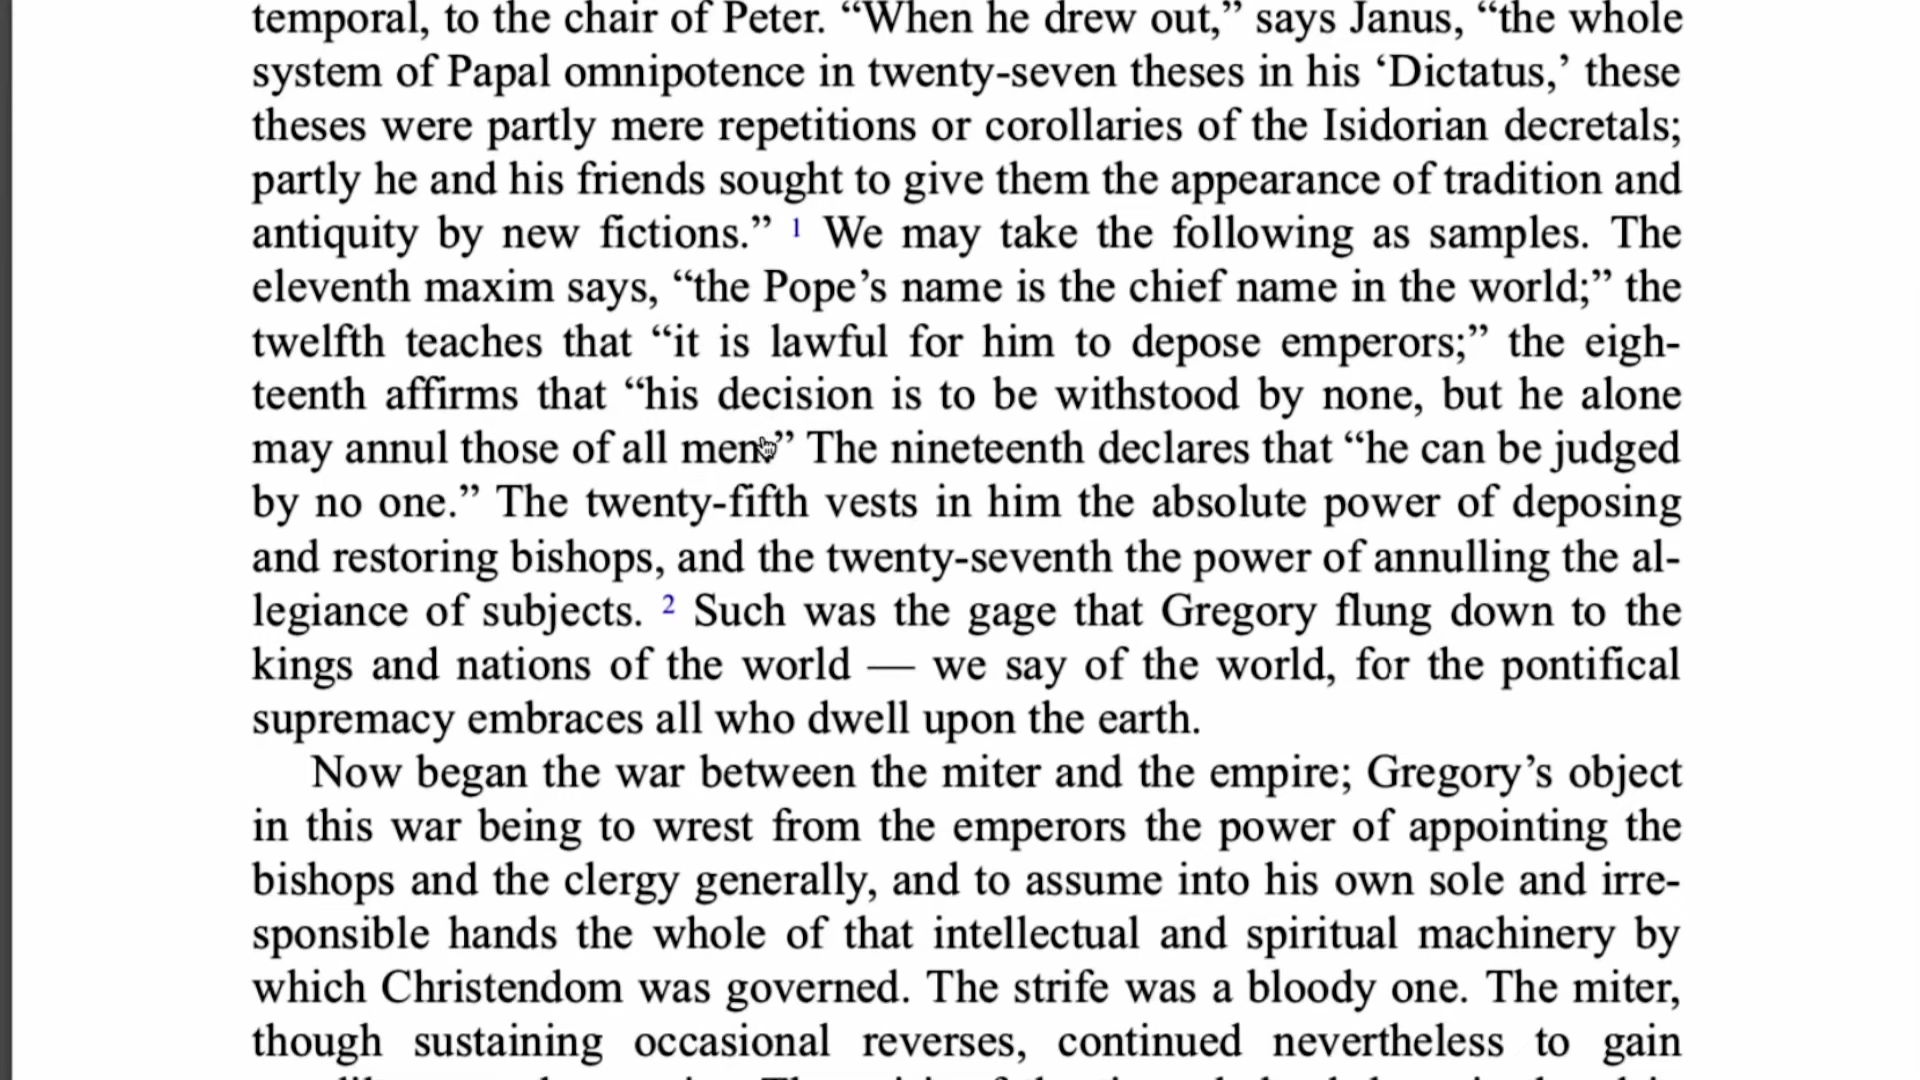 temporal, to the chair of Peter. “When he drew out,” says Janus, “the whole
system of Papal omnipotence in twenty-seven theses in his ‘Dictatus,’ these
theses were partly mere repetitions or corollaries of the Isidorian decretals;
partly he and his friends sought to give them the appearance of tradition and
antiquity by new fictions.” 1 We may take the following as samples. The
eleventh maxim says, “the Pope’s name is the chief name in the world;” the
twelfth teaches that “it is lawful for him to depose emperors;” the eigh-
teenth affirms that “his decision is to be withstood by none, but he alone
may annul those of all men.” The nineteenth declares that “he can be judged
by no one.” The twenty-fifth vests in him the absolute power of deposing
and restoring bishops, and the twenty-seventh the power of annulling the al-
legiance of subjects. 2 Such was the gage that Gregory flung down to the
kings and nations of the world — we say of the world, for the pontifical
supremacy embraces all who dwell upon the earth.
Now began the war between the miter and the empire; Gregory’s object
in this war being to wrest from the emperors the power of appointing the
bishops and the clergy generally, and to assume into his own sole and irre-
sponsible hands the whole of that intellectual and spiritual machinery by
which Christendom was governed. The strife was a bloody one. The miter,
though sustaining occasional reverses, continued nevertheless to gain